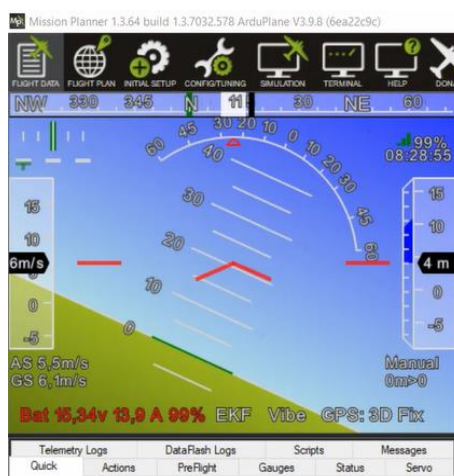 Mission Planner 1.3.64 build 1.3.7032.578 ArduPlane V3.9.8 (6ea22c9c)
FLIGHT DATA FLIGHT PLAN INITIAL SETUP CONFIG/TUNING SIMULATION TERMINAL HELP DONA
NW 330 345 N 11 30 NE 60
60 45 30 20 10 0 10 20 30 45 60
99%
08:28:55
40
30
20
10
0
15
10
6m/s
0
-5
15
10
4 m
0
-5
AS 5,5m/s
GS 6,1m/s
Manual
0m>0
Bat 15,34v 13,9 A 99% EKF Vibe GPS: 3D Fix
Telemetry Logs DataFlash Logs Scripts Messages
Quick Actions PreFlight Gauges Status Servo